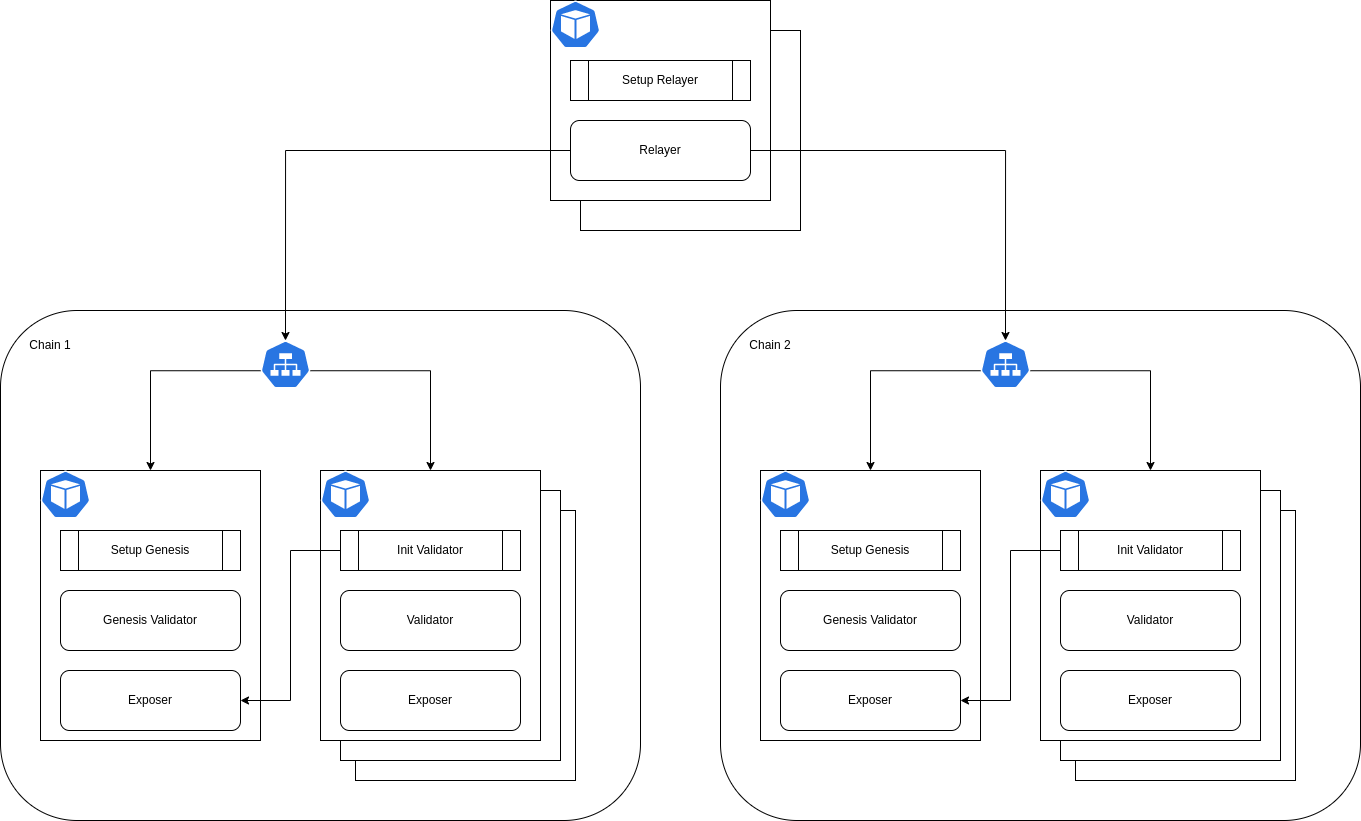 Setup Relayer
Relayer
Chain 1
Setup Genesis
Genesis Validator
Exposer
Init Validator
Validator
Exposer
Chain 2
Setup Genesis
Genesis Validator
Exposer
Init Validator
Validator
Exposer